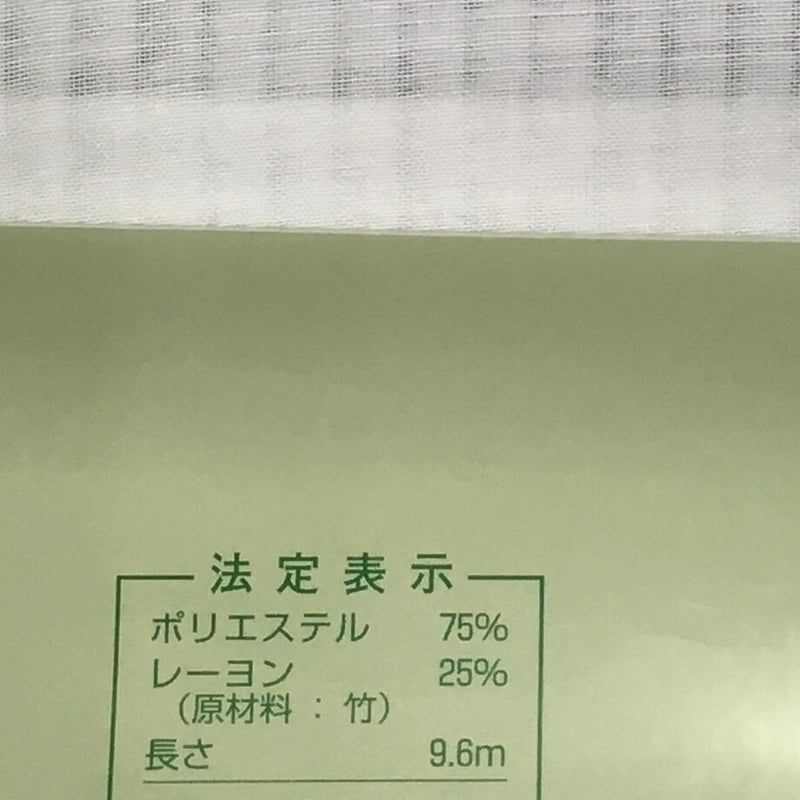 法定表示
ポリエステル 75%
レーヨン 25%
（原材料：竹）
長さ 9.6m